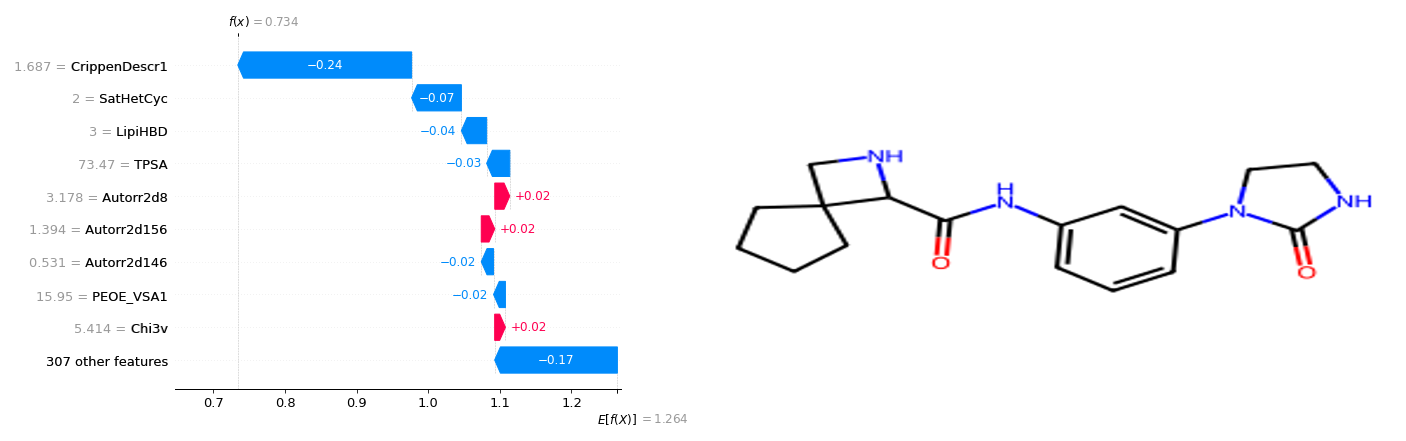 f(x) = 0.734
1.687 = CrippenDescr1
−0.24
2 = SatHetCyc
−0.07
3 = LipiHBD
−0.04
73.47 = TPSA
−0.03
3.178 = Autorr2d8
+0.02
1.394 = Autorr2d156
+0.02
0.531 = Autorr2d146
−0.02
15.95 = PEOE_VSA1
−0.02
5.414 = Chi3v
+0.02
307 other features
−0.17
0.7 0.8 0.9 1.0 1.1 1.2
E[f(X)] = 1.264
NH
H
N
O
N
NH
O